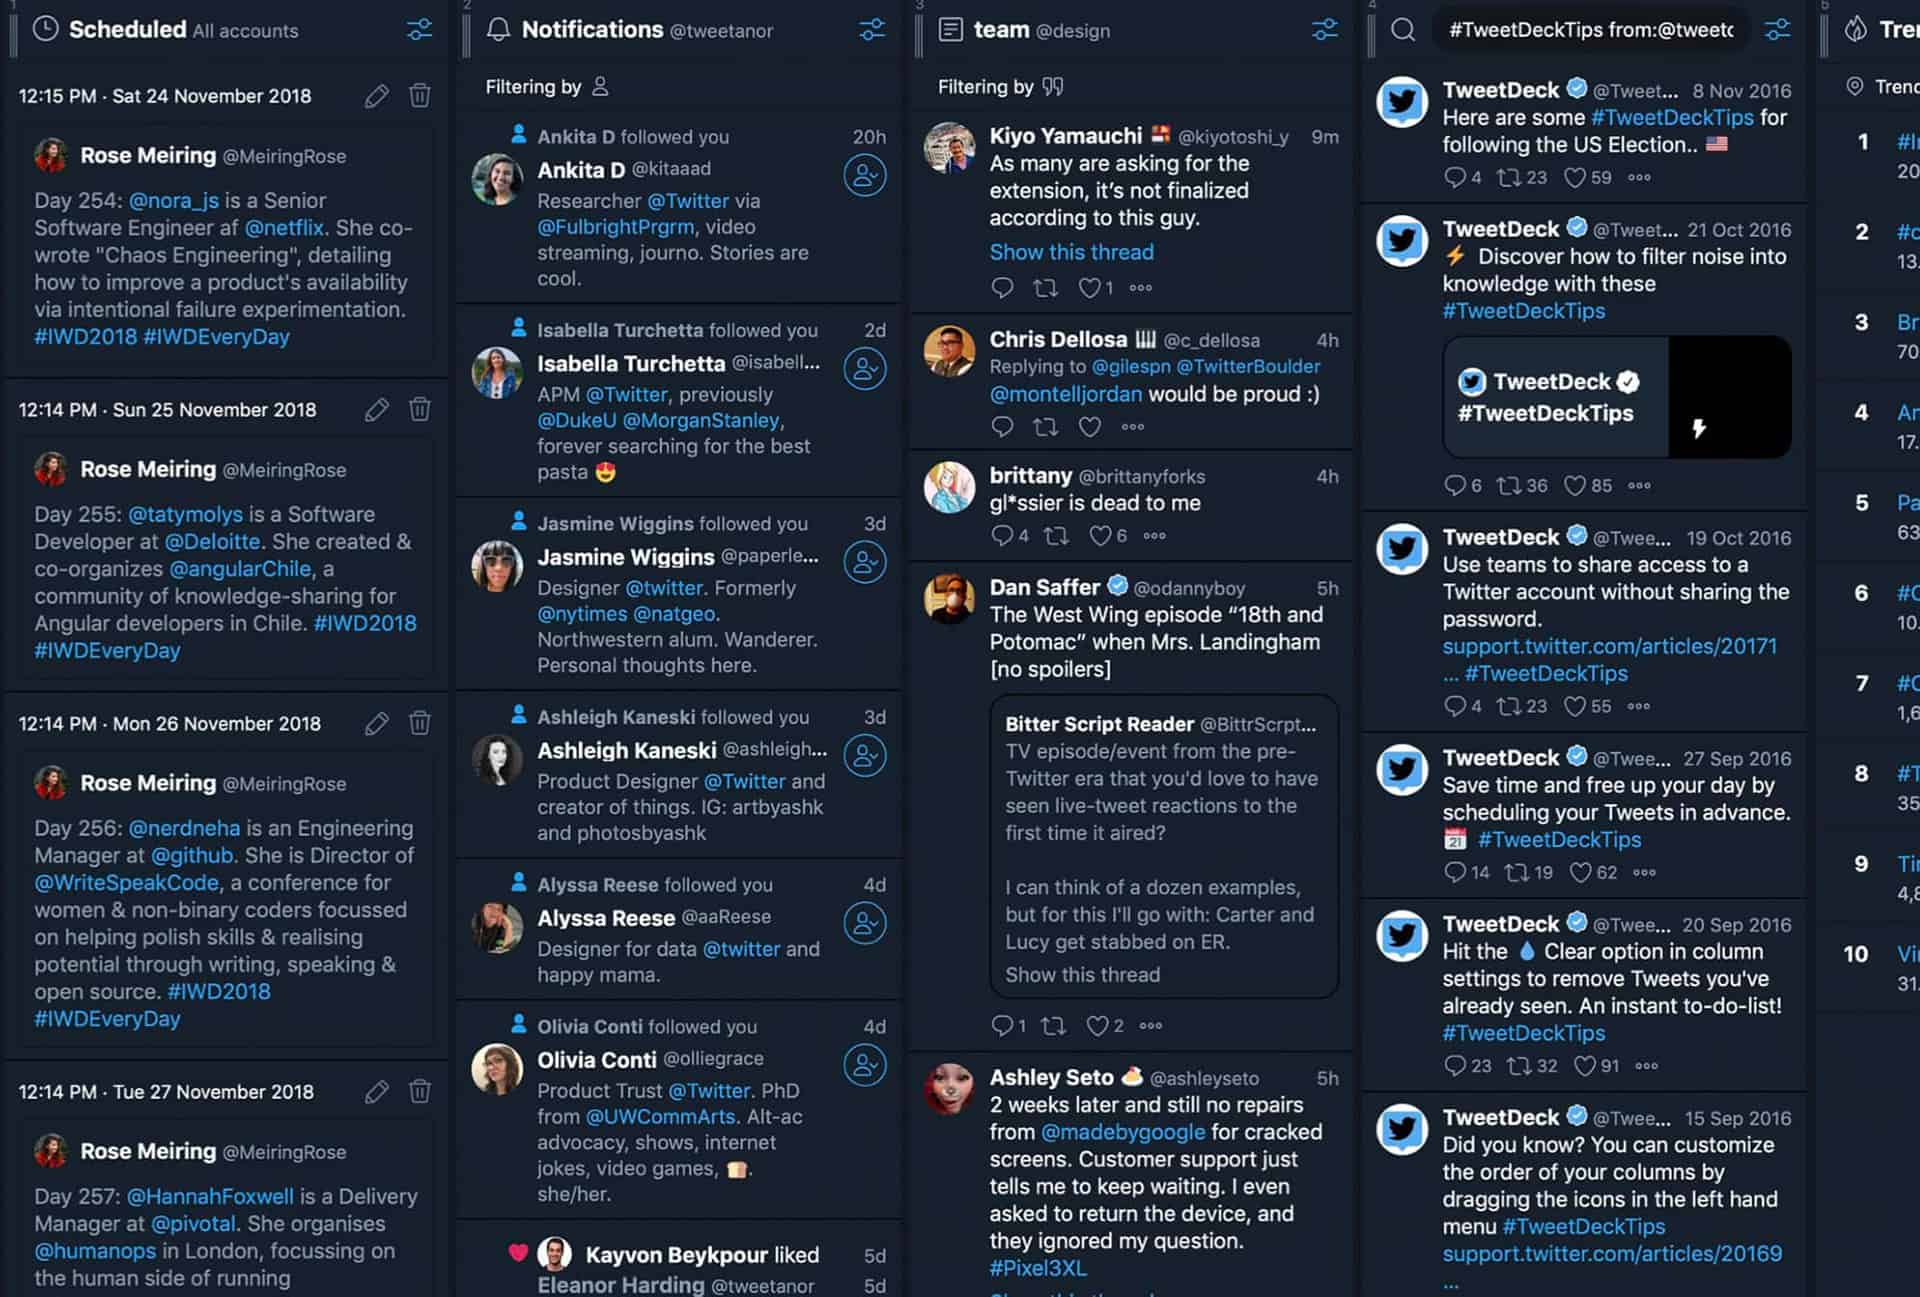 1
Scheduled All accounts
12:15 PM · Sat 24 November 2018
Rose Meiring @MeiringRose
Day 254: @nora_js is a Senior
Software Engineer af @netflix. She co-
wrote "Chaos Engineering", detailing
how to improve a product's availability
via intentional failure experimentation.
#IWD2018 #IWDEveryDay
12:14 PM · Sun 25 November 2018
Rose Meiring @MeiringRose
Day 255: @tatymolys is a Software
Developer at @Deloitte. She created &
co-organizes @angularChile, a
community of knowledge-sharing for
Angular developers in Chile. #IWD2018
#IWDEveryDay
12:14 PM · Mon 26 November 2018
Rose Meiring @MeiringRose
Day 256: @nerdneha is an Engineering
Manager at @github. She is Director of
@WriteSpeakCode, a conference for
women & non-binary coders focussed
on helping polish skills & realising
potential through writing, speaking &
open source. #IWD2018
#IWDEveryDay
12:14 PM · Tue 27 November 2018
Rose Meiring @MeiringRose
Day 257: @HannahFoxwell is a Delivery
Manager at @pivotal. She organises
@humanops in London, focussing on
the human side of running
2
Notifications @tweetanor
Filtering by
Ankita D followed you 20h
Ankita D @kitaaad
Researcher @Twitter via
@FulbrightPrgrm, video
streaming, journo. Stories are
cool.
Isabella Turchetta followed you 2d
Isabella Turchetta @isabell...
APM @Twitter, previously
@DukeU @MorganStanley,
forever searching for the best
pasta 😍
Jasmine Wiggins followed you 3d
Jasmine Wiggins @paperle...
Designer @twitter. Formerly
@nytimes @natgeo.
Northwestern alum. Wanderer.
Personal thoughts here.
Ashleigh Kaneski followed you 3d
Ashleigh Kaneski @ashleigh...
Product Designer @Twitter and
creator of things. IG: artbyashk
and photosbyashk
Alyssa Reese followed you 4d
Alyssa Reese @aaReese
Designer for data @twitter and
happy mama.
Olivia Conti followed you 4d
Olivia Conti @olliegrace
Product Trust @Twitter. PhD
from @UWCommArts. Alt-ac
advocacy, shows, internet
jokes, video games, 🍞.
she/her.
Kayvon Beykpour liked 5d
Eleanor Harding @tweetanor 5d
3
team @design
Filtering by
Kiyo Yamauchi @kiyotoshi_y 9m
As many are asking for the
extension, it's not finalized
according to this guy.
Show this thread
1
Chris Dellosa @c_dellosa 4h
Replying to @gilespn @TwitterBoulder
@montelljordan would be proud :)
brittany @brittanyforks 4h
gl*ssier is dead to me
4 6
Dan Saffer @odannyboy 5h
The West Wing episode “18th and
Potomac” when Mrs. Landingham
[no spoilers]
Bitter Script Reader @BittrScrpt...
TV episode/event from the pre-
Twitter era that you'd love to have
seen live-tweet reactions to the
first time it aired?
I can think of a dozen examples,
but for this I'll go with: Carter and
Lucy get stabbed on ER.
Show this thread
1 2
Ashley Seto @ashleyseto 5h
2 weeks later and still no repairs
from @madebygoogle for cracked
screens. Customer support just
tells me to keep waiting. I even
asked to return the device, and
they ignored my question.
#Pixel3XL
4
#TweetDeckTips from:@tweetc
TweetDeck @Tweet... 8 Nov 2016
Here are some #TweetDeckTips for
following the US Election.. 🇺🇸
4 23 59
TweetDeck @Tweet... 21 Oct 2016
⚡ Discover how to filter noise into
knowledge with these
#TweetDeckTips
TweetDeck
#TweetDeckTips
6 36 85
TweetDeck @Twee... 19 Oct 2016
Use teams to share access to a
Twitter account without sharing the
password.
support.twitter.com/articles/20171
... #TweetDeckTips
4 23 55
TweetDeck @Twee... 27 Sep 2016
Save time and free up your day by
scheduling your Tweets in advance.
📅 #TweetDeckTips
14 19 62
TweetDeck @Twee... 20 Sep 2016
Hit the 💧 Clear option in column
settings to remove Tweets you've
already seen. An instant to-do-list!
#TweetDeckTips
23 32 91
TweetDeck @Twee... 15 Sep 2016
Did you know? You can customize
the order of your columns by
dragging the icons in the left hand
menu #TweetDeckTips
support.twitter.com/articles/20169
...
5
Tre
Trend
1
20
2 #c
13.
3 Br
70
4 Ar
17.
5 Pa
63
6
10.
7
1,6
8 #T
35
9 Tir
4,8
10 Vi
31.